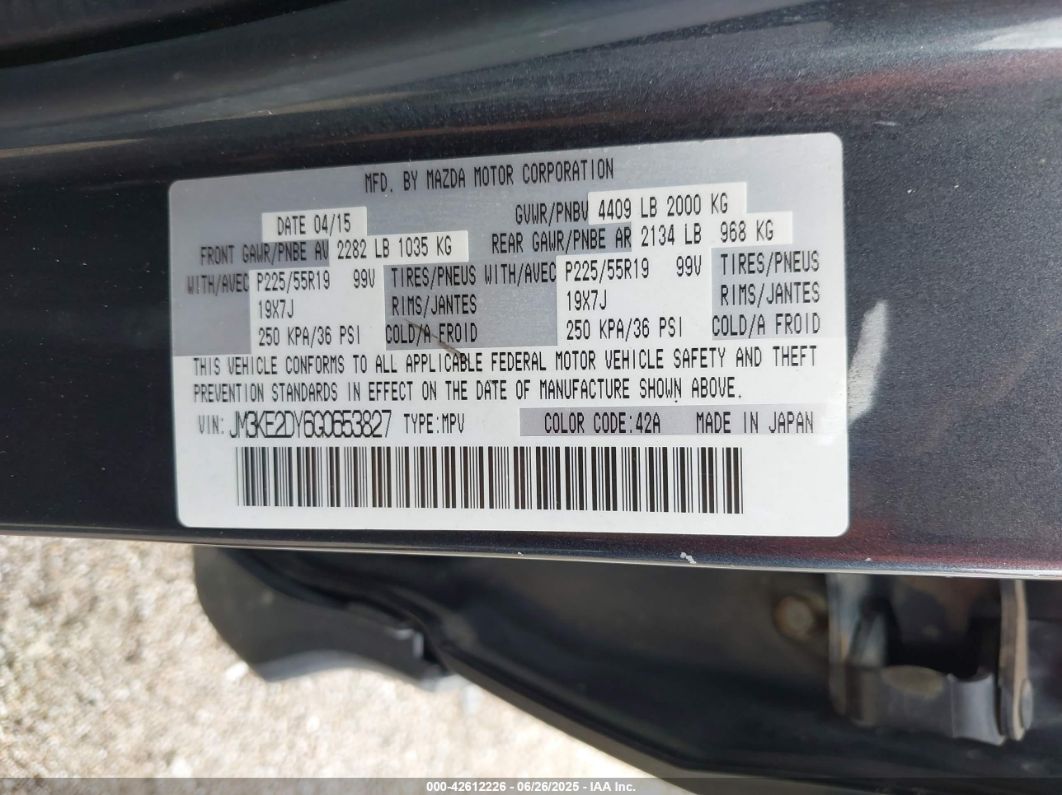 MFD. BY MAZDA MOTOR CORPORATION
DATE 04/15 GVWR/PNBV 4409 LB 2000 KG
FRONT GAWR/PNBE AV 2282 LB 1035 KG REAR GAWR/PNBE AR 2134 LB 968 KG
WITH/AVEC P225/55R19 99V TIRES/PNEUS WITH/AVEC P225/55R19 99V TIRES/PNEUS
19X7J RIMS/JANTES 19X7J RIMS/JANTES
250 KPA/36 PSI COLD/A FROID 250 KPA/36 PSI COLD/A FROID
THIS VEHICLE CONFORMS TO ALL APPLICABLE FEDERAL MOTOR VEHICLE SAFETY AND THEFT
PREVENTION STANDARDS IN EFFECT ON THE DATE OF MANUFACTURE SHOWN ABOVE.
VIN: JM3KE2DY6G0653827 TYPE:MPV COLOR CODE:42A MADE IN JAPAN
000-42612226 - 06/26/2025 - IAA Inc.